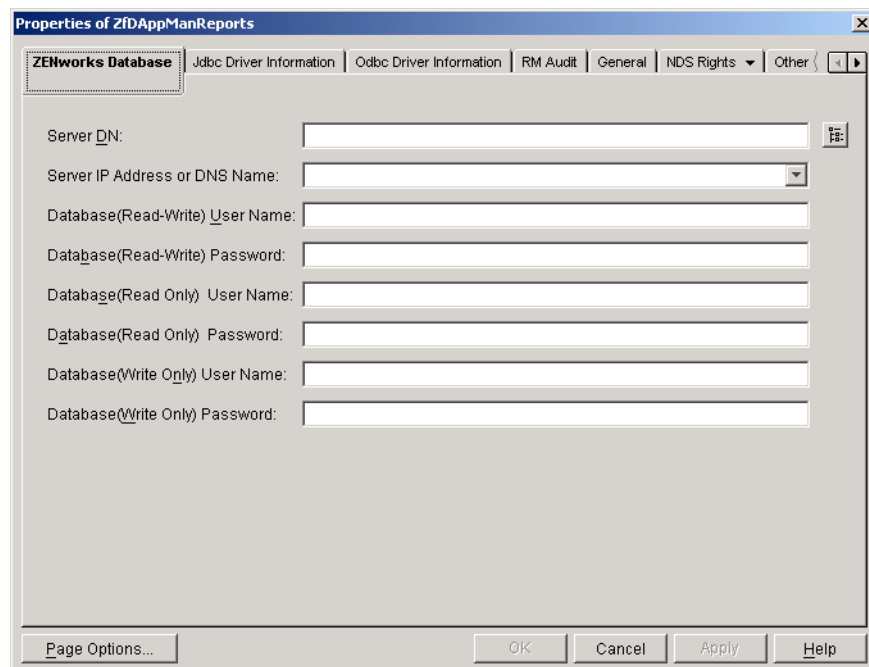 Properties of ZfDAppManReports
ZENworks Database
Jdbc Driver Information
Odbc Driver Information
RM Audit
General
NDS Rights
Other
Server DN:
Server IP Address or DNS Name:
Database(Read-Write) User Name:
Database(Read-Write) Password:
Database(Read Only)  User Name:
Database(Read Only)  Password:
Database(Write Only) User Name:
Database(Write Only) Password:
Page Options...
OK
Cancel
Apply
Help